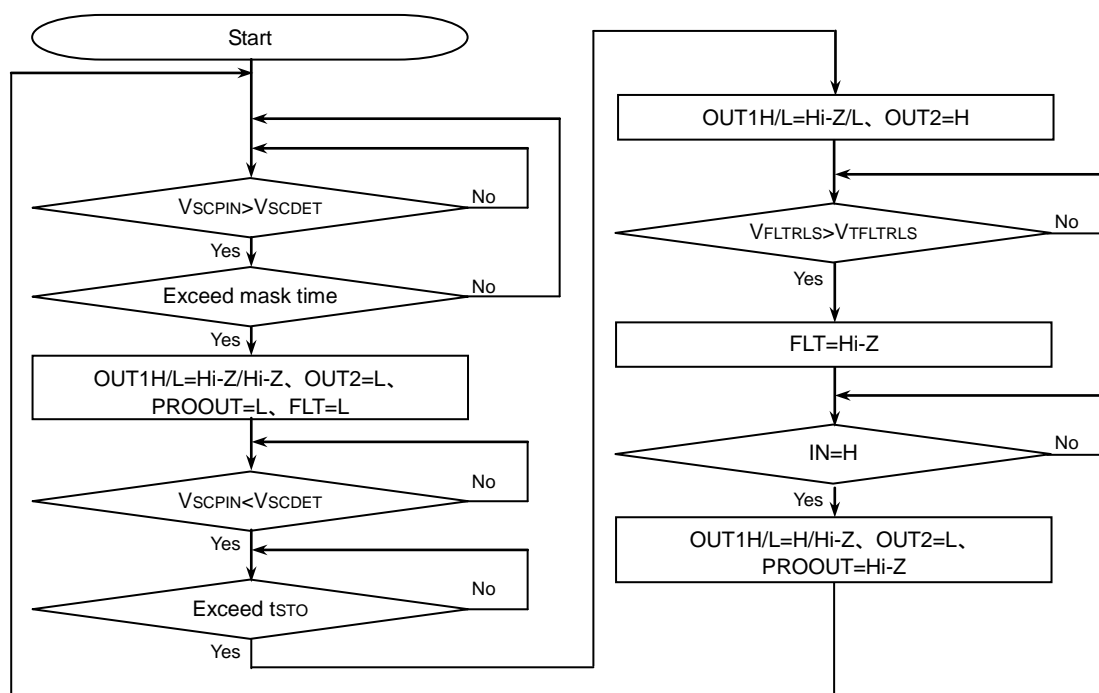 Start
VSCPIN>VSCDET
No
Yes
Exceed mask time
No
Yes
OUT1H/L=Hi-Z/Hi-Z、OUT2=L、
PROOUT=L、FLT=L
VSCPIN<VSCDET
No
Yes
Exceed tSTO
No
Yes
OUT1H/L=Hi-Z/L、OUT2=H
VFLTRLS>VTFLTRLS
No
Yes
FLT=Hi-Z
IN=H
No
Yes
OUT1H/L=H/Hi-Z、OUT2=L、
PROOUT=Hi-Z